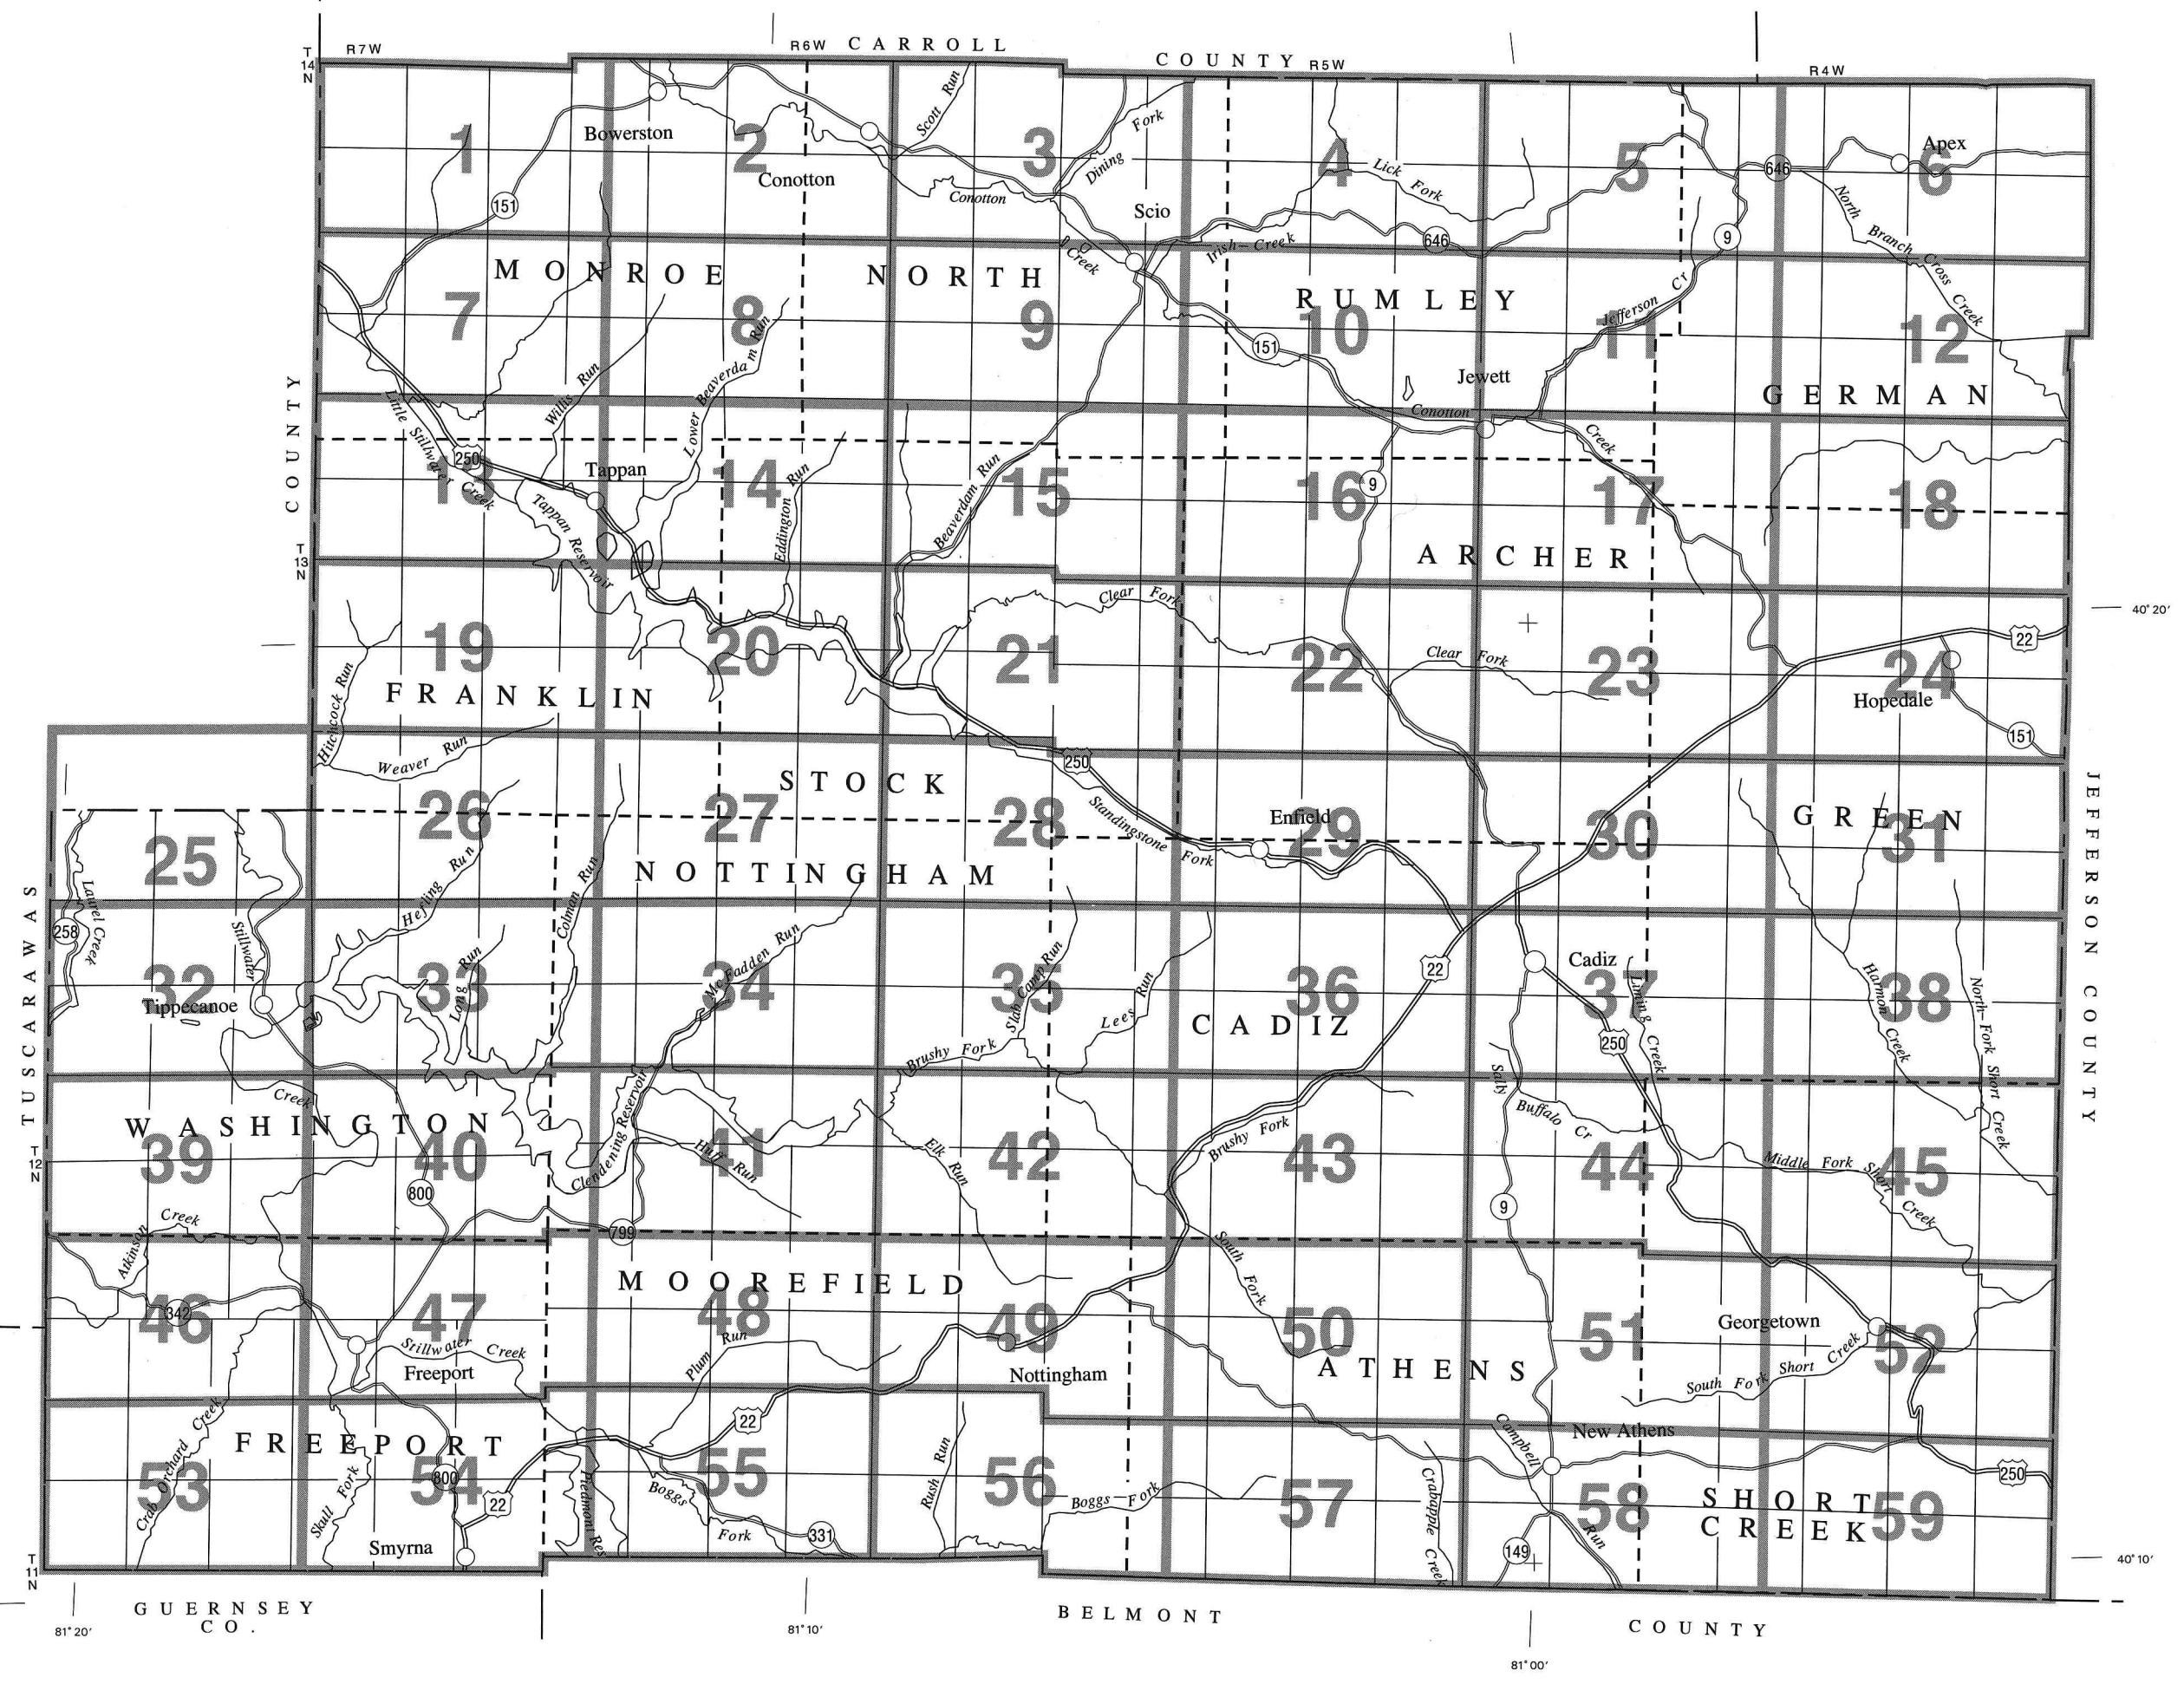 R7W
R6W
CARROLL
COUNTY
R5W
R4W
T
14
N
1
Bowerston
2
Conotton
Scott Run
3
Dining Fork
4
Lick Fork
5
646
Apex
6
151
Conotton
Scio
Creek
Irish Creek
646
9
North Branch Cross Creek
MONROE
NORTH
RUMLEY
Jefferson Cr
7
8
9
10
11
12
151
Willis Run
Lower Beaverdam Run
Jewett
GERMAN
COUNTY
Little Stillwater Creek
Conotton
Creek
250
13
Tappan
14
Eddington Run
15
Beaverdam Run
16
9
17
18
Tappan Reservoir
T
13
N
ARCHER
Clear Fork
40°20'
19
20
21
22
Clear Fork
23
22
24
Hopedale
FRANKLIN
Hitchcock Run
Weaver Run
151
250
STOCK
26
27
28
Standingstone Fork
Enfield
29
30
GREEN
31
25
NOTTINGHAM
JEFFERSON COUNTY
TUSCARAWAS
Laurel Creek
258
Stillwater
Hefling Run
Colman Run
32
Tippecanoe
33
Long Run
34
McFadden Run
35
Slab Camp Run
Lees Run
36
22
Cadiz
37
Liming Creek
250
Harmon Creek
38
North Fork Short Creek
CADIZ
Brushy Fork
Creek
WASHINGTON
Clendening Reservoir
Sally
Buffalo Cr
T
12
N
39
40
41
Huff Run
42
Elk Run
43
Brushy Fork
44
45
Middle Fork Short Creek
800
9
Creek
Atkinson
799
South Fork
MOOREFIELD
342
46
47
48
49
50
51
Georgetown
52
Stillwater Creek
Freeport
Plum Run
Nottingham
ATHENS
South Fork Short Creek
22
Crab Orchard Creek
FREEPORT
Campbell
Run
New Athens
53
Skull Fork
800
54
22
Piedmont Res
55
Boggs
Fork
331
Rush Run
56
Boggs Fork
57
Crabapple Creek
58
149
SHORT
CREEK
59
250
Smyrna
T
11
N
40°10'
GUERNSEY
CO.
BELMONT
COUNTY
81°20'
81°10'
81°00'